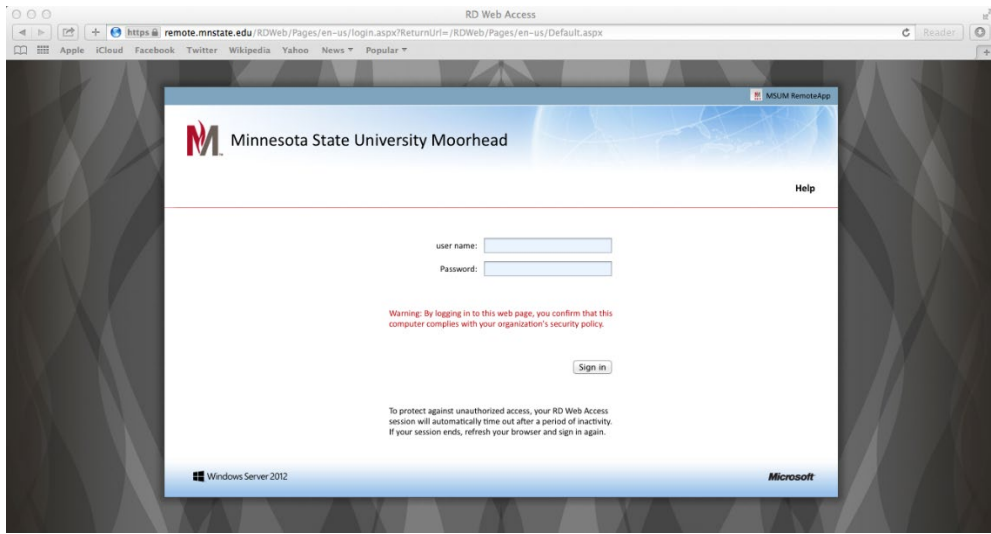 RD Web Access
https remote.mnstate.edu/RDWeb/Pages/en-us/login.aspx?ReturnUrl=/RDWeb/Pages/en-us/Default.aspx Reader
Apple iCloud Facebook Twitter Wikipedia Yahoo News Popular
MSUM RemoteApp
Minnesota State University Moorhead
Help
user name:
Password:
Warning: By logging in to this web page, you confirm that this
computer complies with your organization's security policy.
Sign in
To protect against unauthorized access, your RD Web Access
session will automatically time out after a period of inactivity.
If your session ends, refresh your browser and sign in again.
Windows Server 2012
Microsoft